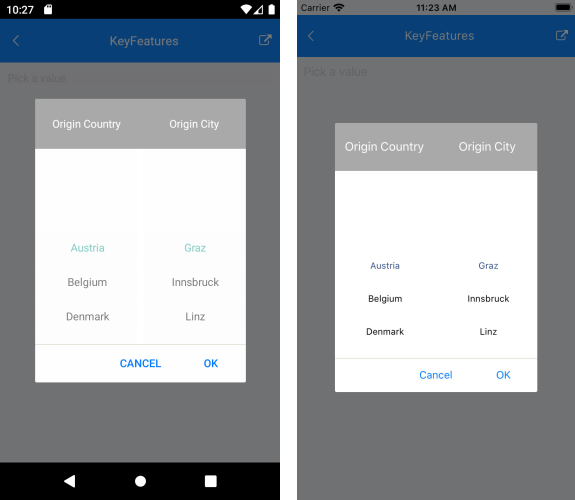 10:27
KeyFeatures
Pick a value
Origin Country Origin City
Austria Graz
Belgium Innsbruck
Denmark Linz
CANCEL OK
Carrier 11:23 AM
KeyFeatures
Pick a value
Origin Country Origin City
Austria Graz
Belgium Innsbruck
Denmark Linz
Cancel OK